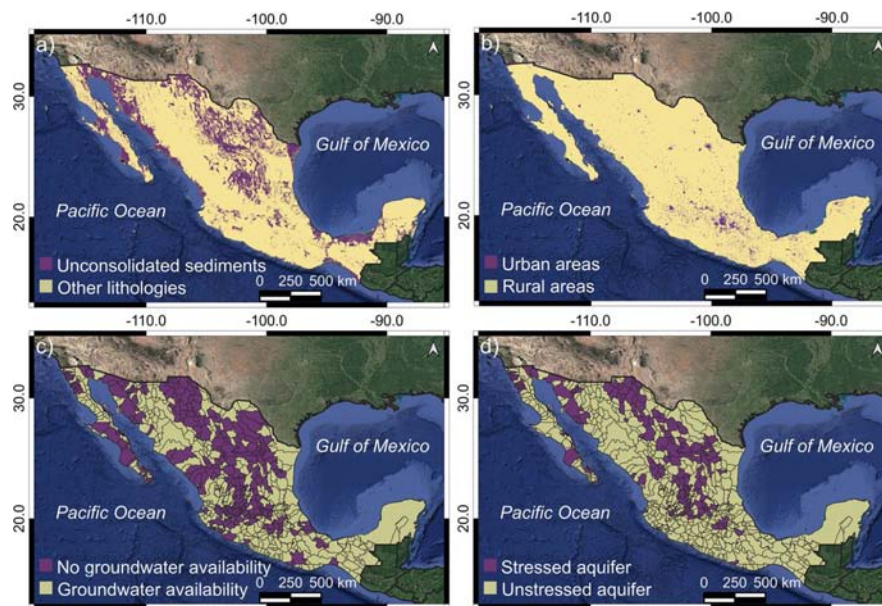 -110.0 -100.0 -90.0
-110.0 -100.0 -90.0
a)
30.0
20.0
Gulf of Mexico
Pacific Ocean
Unconsolidated sediments
Other lithologies
0 250 500 km
b)
Gulf of Mexico
Pacific Ocean
Urban areas
Rural areas
0 250 500 km
30.0
20.0
-110.0 -100.0 -90.0
-110.0 -100.0 -90.0
c)
30.0
20.0
Gulf of Mexico
Pacific Ocean
No groundwater availability
Groundwater availability
0 250 500 km
d)
Gulf of Mexico
Pacific Ocean
Stressed aquifer
Unstressed aquifer
0 250 500 km
30.0
20.0